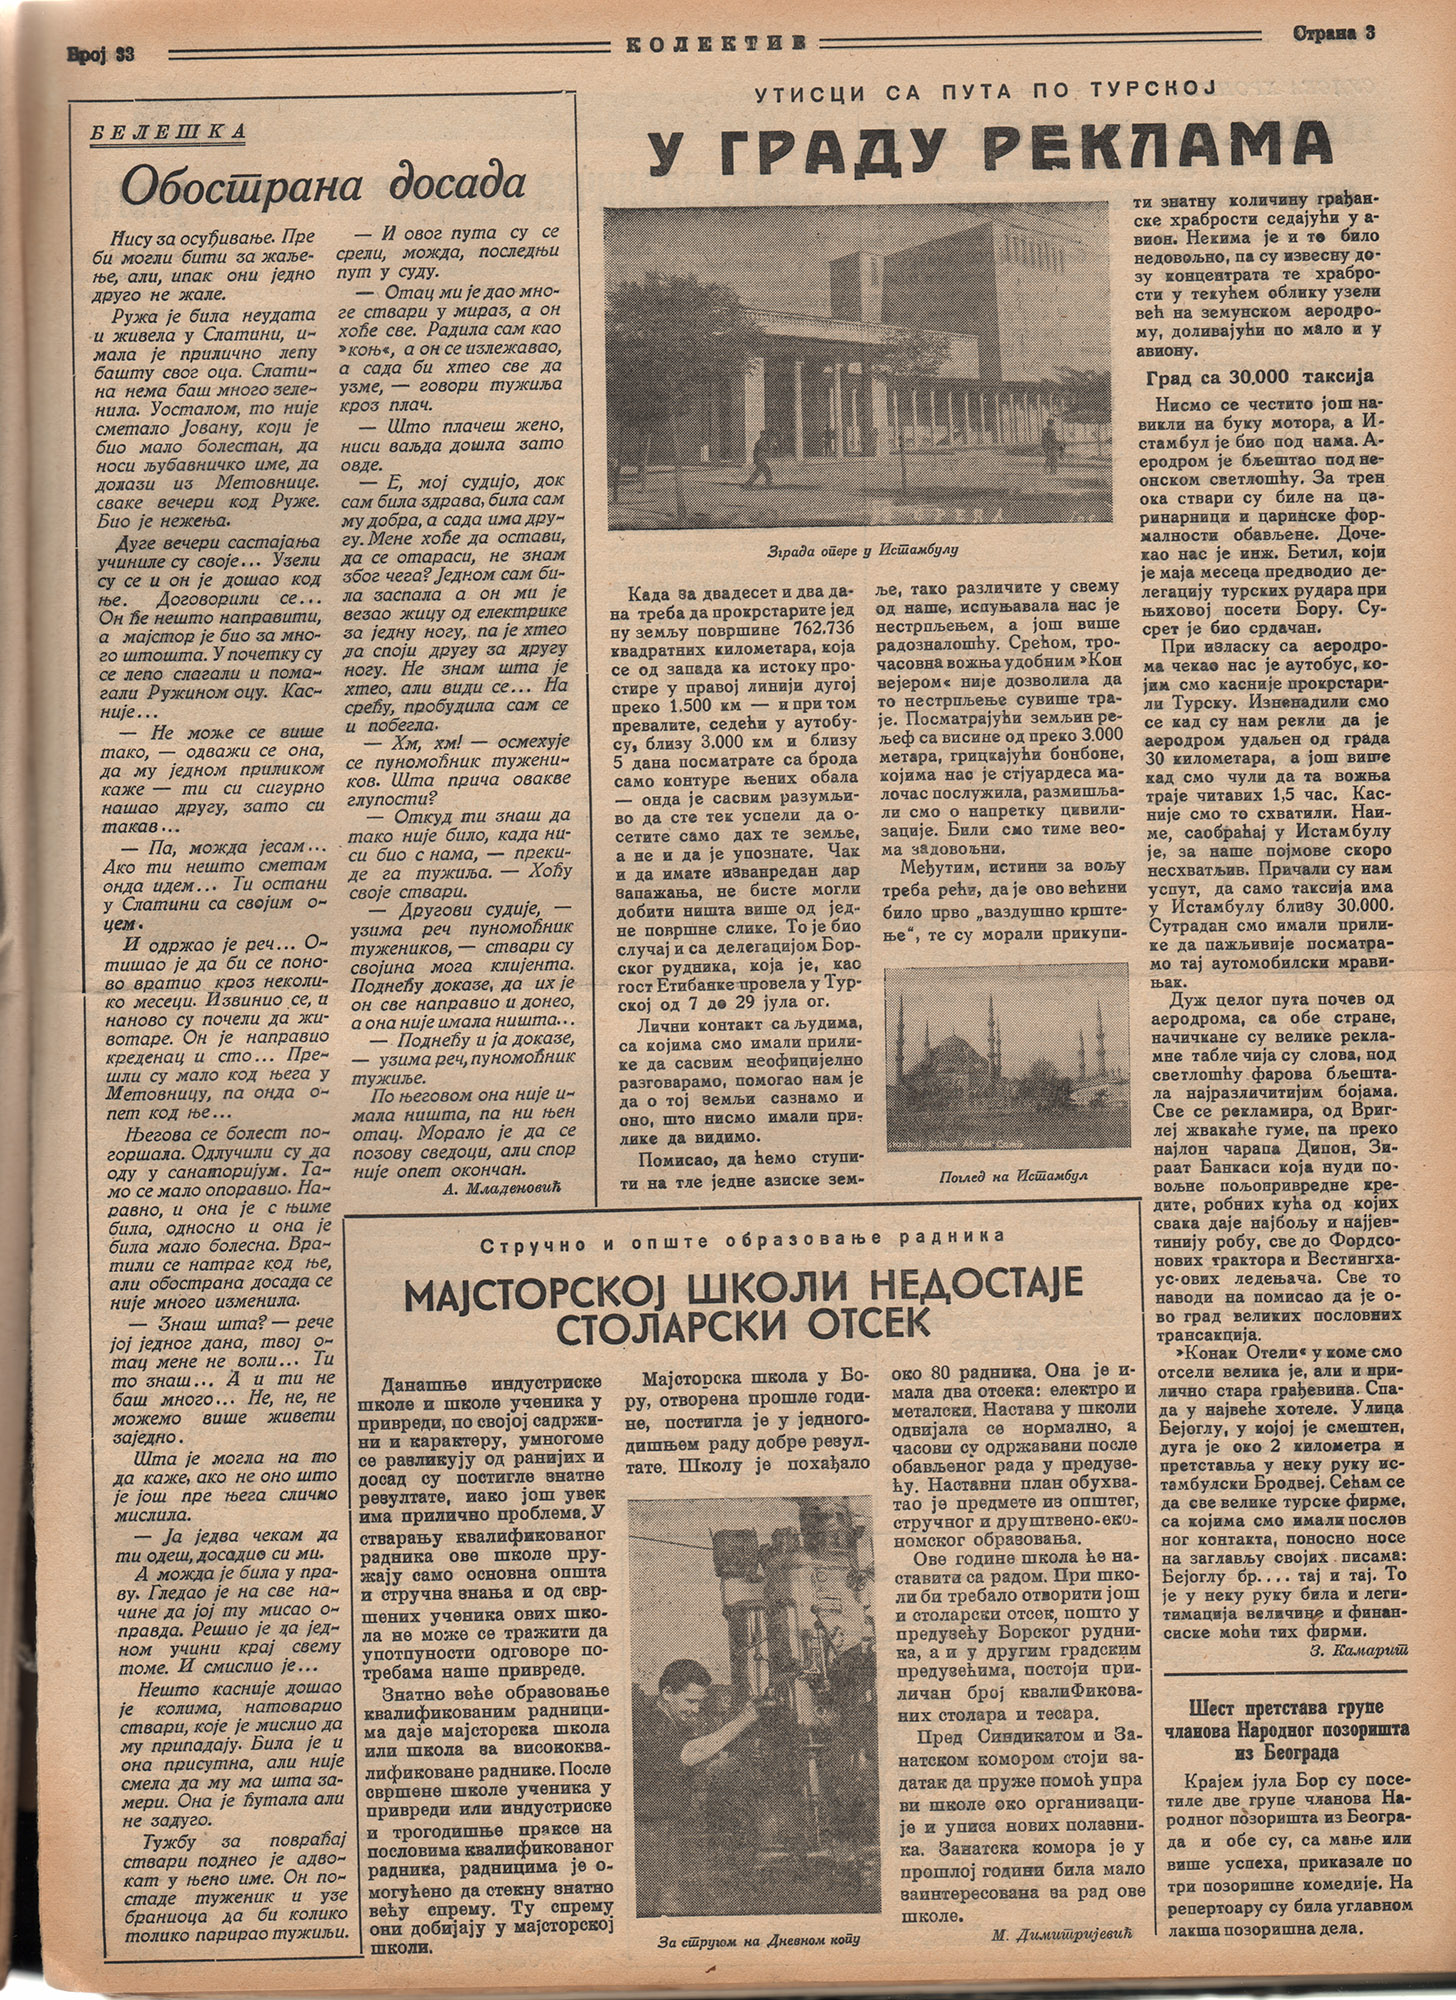 Број 33
КОЛЕКТИВ
Страна 3
БЕЛЕШКА
Обострана досада
Нису за осуђивање. Пре
би могли бити за жаље-
ње, али, ипак они једно
друго не жале.
Ружа је била неудата
и живела у Слатини, и-
мала је прилично лепу
башту свог оца. Слати-
на нема баш много зеле-
нила. Уосталом, то није
сметало Јовану, који је
био мало болестан, да
носи љубавничко име, да
долази из Метовнице.
сваке вечери код Руже.
Био је нежења.
Дуге вечери састајања
учиниле су своје... Узели
су се и он је дошао код
ње. Договорили се...
Он ће нешто направити,
а мајстор је био за мно-
го штошта. У почетку су
се лепо слагали и пома-
гали Ружином оцу. Кас-
није...
— Не може се више
тако, — одважи се она,
да му једном приликом
каже — ти си сигурно
нашао другу, зато си
такав...
— Па, можда јесам...
Ако ти нешто сметам
онда идем... Ти остани
у Слатини са својим о-
цем.
И одржао је реч... О-
тишао је да би се поно-
во вратио кроз неколи-
ко месеци. Извинио се, и
наново су почели да жи-
вотаре. Он је направио
креденац и сто... Пре-
шли су мало код њега у
Метовницу, па онда о-
пет код ње...
Његова се болест по-
горшала. Одлучили су да
оду у санаторијум. Та-
мо се мало опоравио. На-
равно, и она је с њиме
била, односно и она је
била мало болесна. Вра-
тили се натраг код ње,
али обострана досада се
није много изменила.
— Знаш шта? — рече
јој једног дана, твој о-
тац мене не воли... Ти
то знаш... А и ти не
баш много... Не, не, не
можемо више живети
заједно.
Шта је могла на то
да каже, ако не оно што
је још пре њега слично
мислила.
— Ја једва чекам да
ти одеш, досадио си ми.
А можда је била у пра-
ву. Гледао је на све на-
чине да јој ту мисао о-
правда. Решио је да јед-
ном учини крај свему
томе. И смислио је...
Нешто касније дошао
је колима, натоварио
ствари, које је мислио да
му припадају. Била је и
она присутна, али није
смела да му ма шта за-
мери. Она је ћутала али
не задуго.
Тужбу за повраћај
ствари поднео је адво-
кат у њено име. Он по-
стаде туженик и узе
браниоца да би колико
толико парирао тужиљи.
— И овог пута су се
срели, можда, последњи
пут у суду.
— Отац ми је дао мно-
ге ствари у мираз, а он
хоће све. Радила сам као
»коњ«, а он се излежавао,
а сада би хтео све да
узме, — говори тужиља
кроз плач.
— Што плачеш жено,
ниси ваљда дошла зато
овде.
— Е, мој судијо, док
сам била здрава, била сам
му добра, а сада има дру-
гу. Мене хоће да остави,
да се отараси, не знам
због чега? Једном сам би-
ла заспала а он ми је
везао жицу од електрике
за једну ногу, па је хтео
да споји другу за другу
ногу. Не знам шта је
хтео, али види се... На
срећу, пробудила сам се
и побегла.
— Хм, хм! — осмехује
се пуномоћник тужени-
ков. Шта прича овакве
глупости?
— Откуд ти знаш да
тако није било, када ни-
си био с нама, — преки-
де га тужиља. — Хоћу
своје ствари.
— Другови судије, —
узима реч пуномоћник
тужеников, — ствари су
својина мога клијента.
Поднећу доказе, да их је
он све направио и донео,
а она није имала ништа...
— Поднећу и ја доказе,
— узима реч, пуномоћник
тужиље.
По његовом она није и-
мала ништа, па ни њен
отац. Морало је да се
позову сведоци, али спор
није опет окончан.
А. Младеновић
УТИСЦИ СА ПУТА ПО ТУРСКОЈ
У ГРАДУ РЕКЛАМА
Зграда опере у Истамбулу
Када за двадесет и два да-
на треба да прокрстарите јед
ну земљу површине 762.736
квадратних километара, која
се од запада ка истоку про-
стире у правој линији дугој
преко 1.500 км — и при том
превалите, седећи у аутобу-
су, близу 3.000 км и близу
5 дана посматрате са брода
само контуре њених обала
— онда је сасвим разумљи-
во да сте тек успели да о-
сетите само дах те земље,
а не и да је упознате. Чак
и да имате изванредан дар
запажања, не бисте могли
добити ништа више од јед-
не површне слике. То је био
случај и са делегацијом Бор-
ског рудника, која је, као
гост Етибанке провела у Тур-
ској од 7 до 29 јула ог.
Лични контакт са људима,
са којима смо имали прили-
ке да сасвим неофицијелно
разговарамо, помогао нам је
да о тој земљи сазнамо и
оно, што нисмо имали при-
лике да видимо.
Помисао, да ћемо ступи-
ти на тле једне азиске зем-
ље, тако различите у свему
од наше, испуњавала нас је
нестрпљењем, а још више
радозналошћу. Срећом, тро-
часовна вожња удобним »Кон
вејером« није дозволила да
то нестрпљење сувише тра-
је. Посматрајући земљин ре-
љеф са висине од преко 3.000
метара, грицкајући бонбоне,
којима нас је стјуардеса ма-
лочас послужила, размишља-
ли смо о напретку цивили-
зације. Били смо тиме вео-
ма задовољни.
Међутим, истини за вољу
треба рећи, да је ово већини
било прво „ваздушно крште-
ње", те су морали прикупи-
Istanbul, Sultan Ahmet Camii
Поглед на Истамбул
ти знатну количину грађан-
ске храбрости седајући у а-
вион. Некима је и то било
недовољно, па су извесну до-
зу концентрата те храбро-
сти у текућем облику узели
већ на земунском аеродро-
му, доливајући по мало и у
авиону.
Град са 30.000 таксија
Нисмо се честито још на-
викли на буку мотора, а И-
стамбул је био под нама. А-
еродром је бљештао под не-
онском светлошћу. За трен
ока ствари су биле на ца-
ринарници и царинске фор-
малности обављене. Доче-
као нас је инж. Бетил, који
је маја месеца предводио де-
легацију турских рудара при
њиховој посети Бору. Су-
срет је био срдачан.
При изласку са аеродро-
ма чекао нас је аутобус, ко-
јим смо касније прокрстари-
ли Турску. Изненадили смо
се кад су нам рекли да је
аеродром удаљен од града
30 километара, а још више
кад смо чули да та вожња
траје читавих 1,5 час. Кас-
није смо то схватили. Наи-
ме, саобраћај у Истамбулу
је, за наше појмове скоро
несхватљив. Причали су нам
успут, да само таксија има
у Истамбулу близу 30.000.
Сутрадан смо имали прили-
ке да пажљивије посматра-
мо тај аутомобилски мрави-
њак.
Дуж целог пута почев од
аеродрома, са обе стране,
начичкане су велике рекла-
мне табле чија су слова, под
светлошћу фарова бљешта-
ла најразличитијим бојама.
Све се рекламира, од Вриг-
леј жвакаће гуме, па преко
најлон чарапа Дипон, Зи-
раат Банкаси која нуди по-
вољне пољопривредне кре-
дите, робних кућа од којих
свака даје најбољу и најјев-
тинију робу, све до Фордсо-
нових трактора и Вестингха-
ус-ових ледењача. Све то
наводи на помисао да је о-
во град великих пословних
трансакција.
»Конак Отели« у коме смо
отсели велика је, али и при-
лично стара грађевина. Спа-
да у највеће хотеле. Улица
Бејоглу, у којој је смештен,
дуга је око 2 километра и
претставља у неку руку ис-
тамбулски Бродвеј. Сећам се
да све велике турске фирме,
са којима смо имали послов
ног контакта, поносно носе
на заглављу својих писама:
Бејоглу бр.... тај и тај. То
је у неку руку била и леги-
тимација величине и финан-
сиске моћи тих фирми.
З. Камарит
Стручно и опште образовање радника
МАЈСТОРСКОЈ ШКОЛИ НЕДОСТАЈЕ
СТОЛАРСКИ ОТСЕК
Данашње индустриске
школе и школе ученика у
привреди, по својој садржи-
ни и карактеру, умногоме
се разликују од ранијих и
досад су постигле знатне
резултате, иако још увек
има прилично проблема. У
стварању квалификованог
радника ове школе пру-
жају само основна општа
и стручна знања и од свр-
шених ученика ових шко-
ла не може се тражити да
употпуности одговоре по-
требама наше привреде.
Знатно веће образовање
квалификованим радници-
ма даје мајсторска школа
или школа за висококва-
лификоване раднике. После
свршене школе ученика у
привреди или индустриске
и трогодишње праксе на
пословима квалификованог
радника, радницима је о-
могућено да стекну знатно
већу спрему. Ту спрему
они добијају у мајсторској
школи.
Мајсторска школа у Бо-
ру, отворена прошле годи-
не, постигла је у једного-
дишњем раду добре резул-
тате. Школу је похађало
За стругом на Дневном копу
око 80 радника. Она је и-
мала два отсека: електро и
металски. Настава у школи
одвијала се нормално, а
часови су одржавани после
обављеног рада у предузе-
ћу. Наставни план обухва-
тао је предмете из општег,
стручног и друштвено-еко-
номског образовања.
Ове године школа ће на-
ставити са радом. При шко-
ли би требало отворити још
и столарски отсек, пошто у
предузећу Борског рудни-
ка, а и у другим градским
предузећима, постоји при-
личан број квалификова-
них столара и тесара.
Пред Синдикатом и За-
натском комором стоји за-
датак да пруже помоћ упра
ви школе око организаци-
је и уписа нових полазни-
ка. Занатска комора је у
прошлој години била мало
заинтересована за рад ове
школе.
М. Димитријевић
Шест претстава групе
чланова Народног позоришта
из Београда
Крајем јула Бор су посе-
тиле две групе чланова На-
родног позоришта из Београ-
да и обе су, са мање или
више успеха, приказале по
три позоришне комедије. На
репертоару су била углавном
лакша позоришна дела.